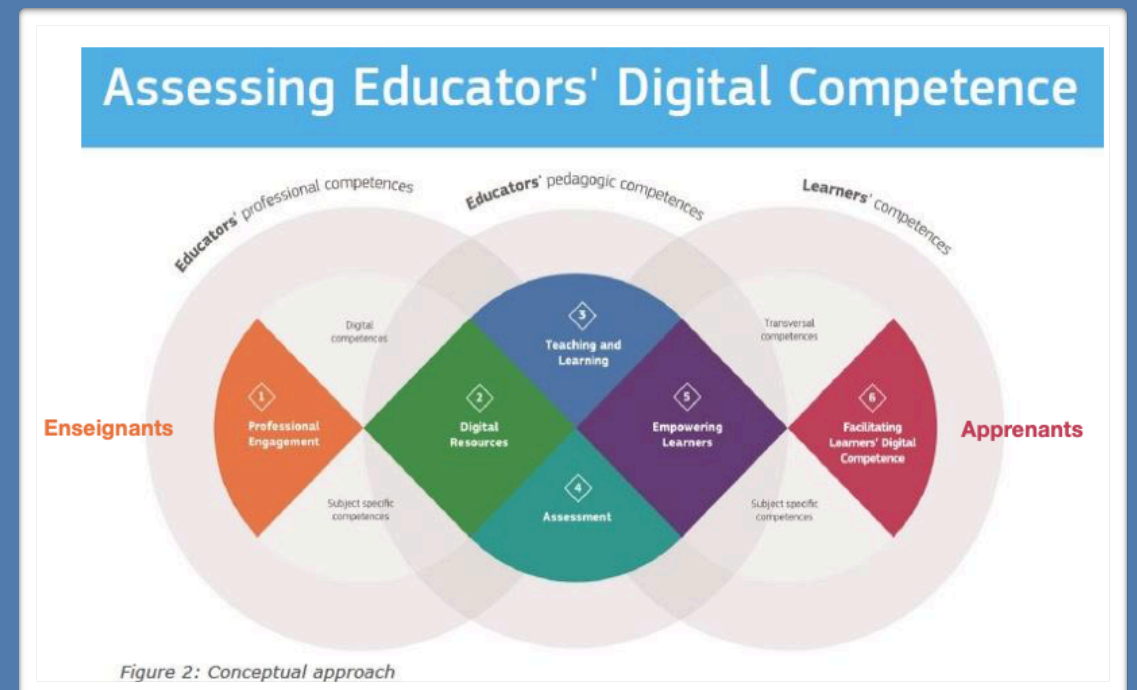 Assessing Educators' Digital Competence
Educators' professional competences
Educators' pedagogic competences
Learners' competences
Digital
competences
Transversal
competences
3
Teaching and
Learning
1
Professional
Engagement
2
Digital
Resources
5
Empowering
Learners
6
Facilitating
Learners' Digital
Competence
Enseignants
Apprenants
Subject specific
competences
4
Assessment
Subject specific
competences
Figure 2: Conceptual approach